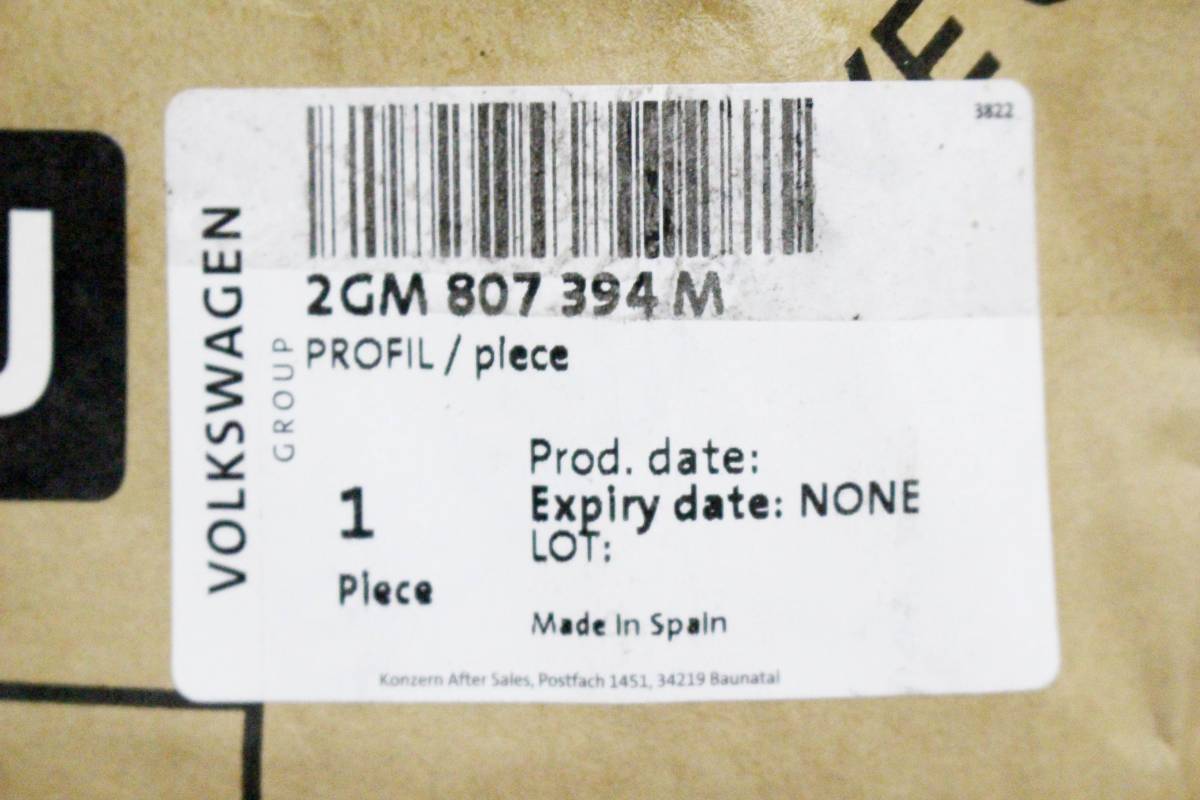 VE
J
3822
VOLKSWAGEN
GROUP
2GM 807 394 M
PROFIL / piece
1
Piece
Prod. date:
Expiry date: NONE
LOT:
Made in Spain
Konzern After Sales, Postfach 1451, 34219 Baunatal